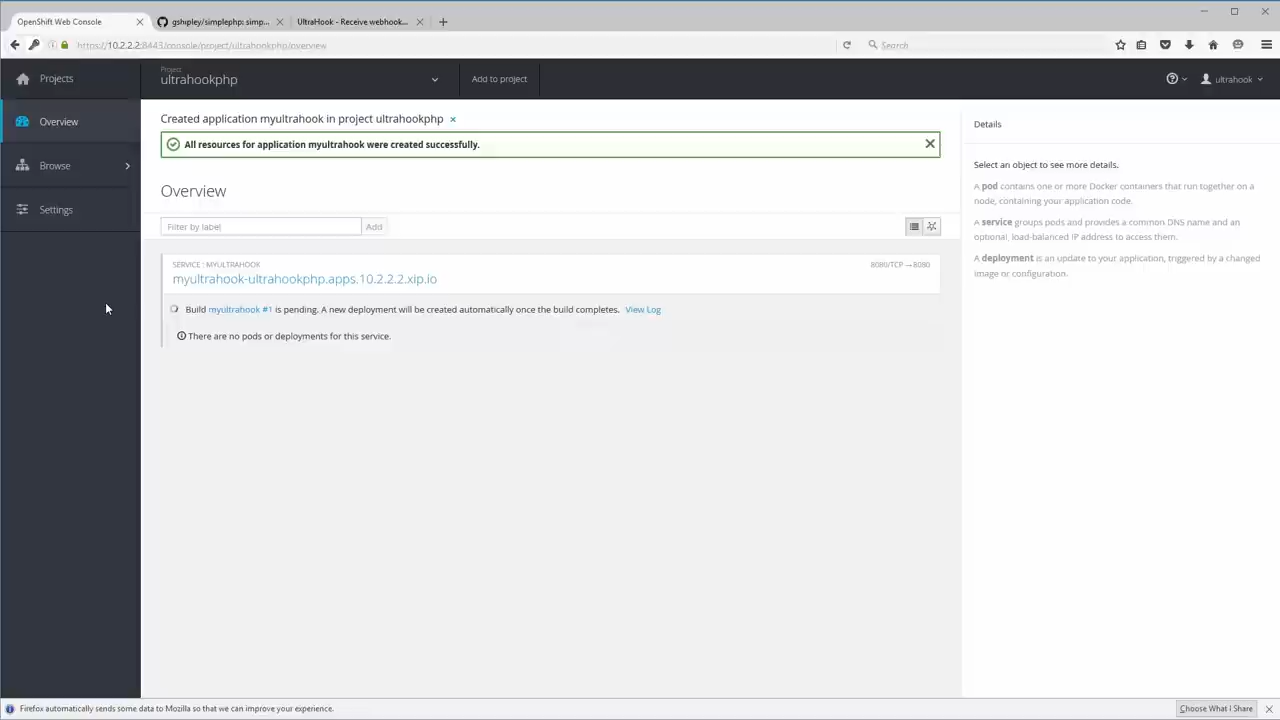 OpenShift Web Console
gshipley/simplephp: simp...
UltraHook - Receive webhook...
https://10.2.2.2:8443/console/project/ultrahookphp/overview
Search
Projects
Project
ultrahookphp
Add to project
ultrahook
Overview
Browse
Settings
Created application myultrahook in project ultrahookphp ×
All resources for application myultrahook were created successfully.
Overview
Filter by label
Add
SERVICE : MYULTRAHOOK
8080/TCP → 8080
myultrahook-ultrahookphp.apps.10.2.2.2.xip.io
Build myultrahook #1 is pending. A new deployment will be created automatically once the build completes. View Log
There are no pods or deployments for this service.
Details
Select an object to see more details.
A pod contains one or more Docker containers that run together on a
node, containing your application code.
A service groups pods and provides a common DNS name and an
optional, load-balanced IP address to access them.
A deployment is an update to your application, triggered by a changed
image or configuration.
Firefox automatically sends some data to Mozilla so that we can improve your experience.
Choose What I Share